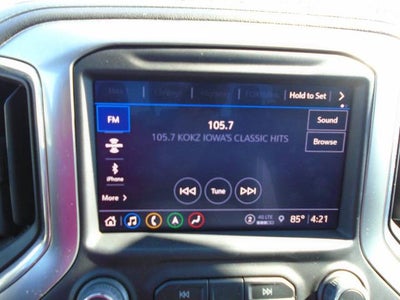 Hold to Set
FM
105.7
Sound
105.7 KOKZ IOWA'S CLASSIC HITS
Browse
iPhone
Tune
More
2 4G LTE 85° 4:21